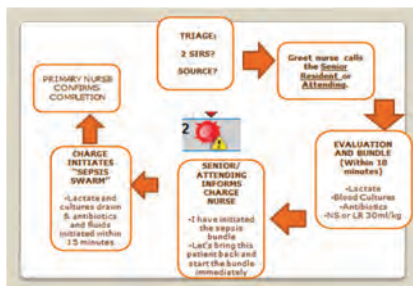 TRIAGE:
2 SIRS?
SOURCE?
Greet nurse calls
the Senior
Resident or
Attending.
EVALUATION
AND BUNDLE
(Within 10
minutes)
-Lactate
-Blood Cultures
-Antibiotics
-NS or LR 30ml/kg
2
SENIOR/
ATTENDING
INFORMS
CHARGE
NURSE
-I have initiated
the sepsis
bundle
-Let's bring this
patient back and
start the bundle
immediately
CHARGE
INITIATES
"SEPSIS
SWARM"
-Lactate and
cultures drawn
& antibiotics
and fluids
initiated within
15 minutes
PRIMARY NURSE
CONFIRMS
COMPLETION